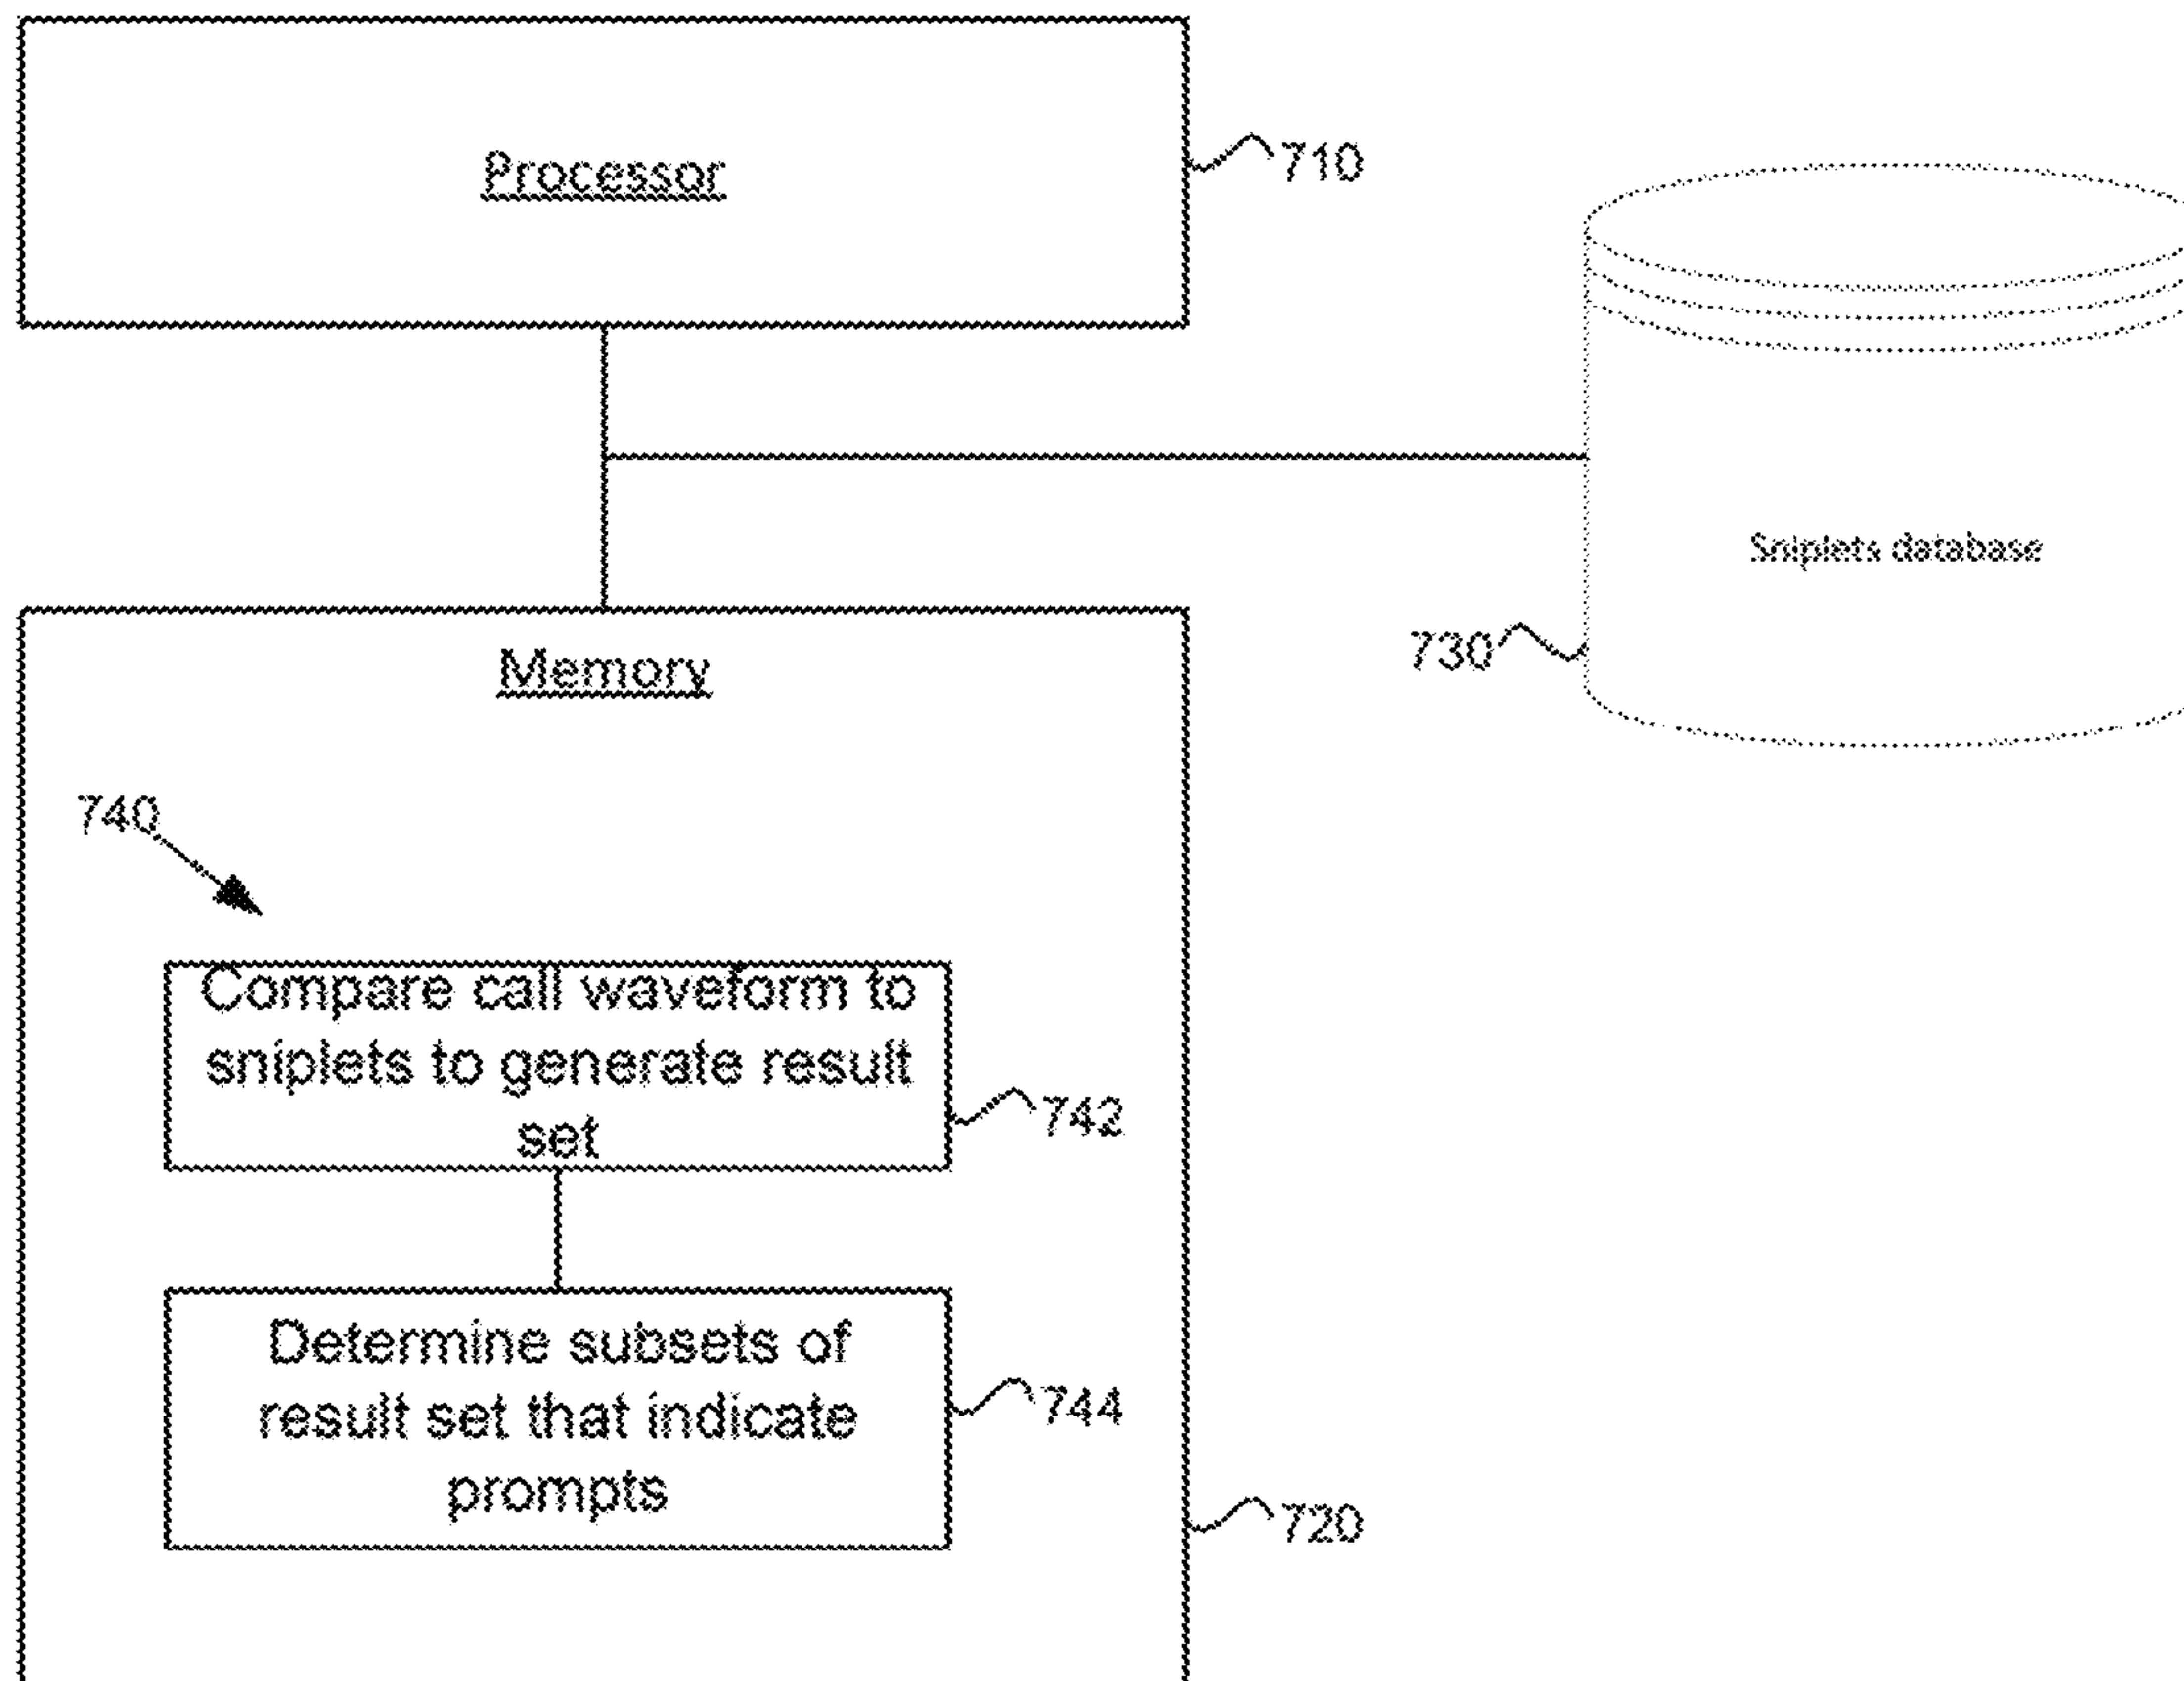 Processor
710
Sniplets database
730
Memory
740
Compare call waveform to
sniplets to generate result
set
742
Determine subsets of
result set that indicate
prompts
744
720